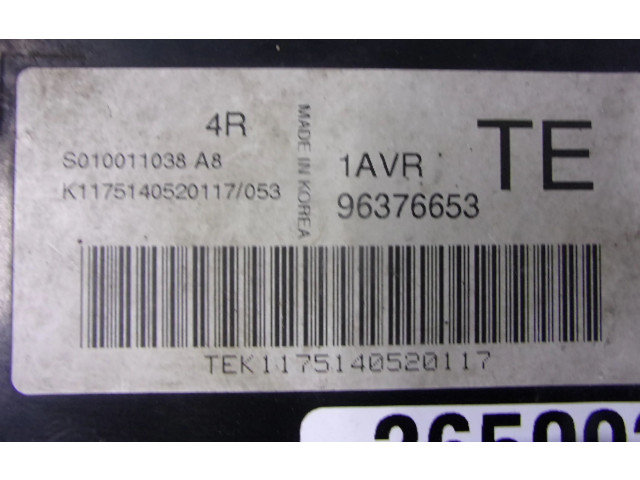 4R
S010011038 A8
K1175140520117/053
MADE IN KOREA
1AVR
96376653
TE
TEK1175140520117